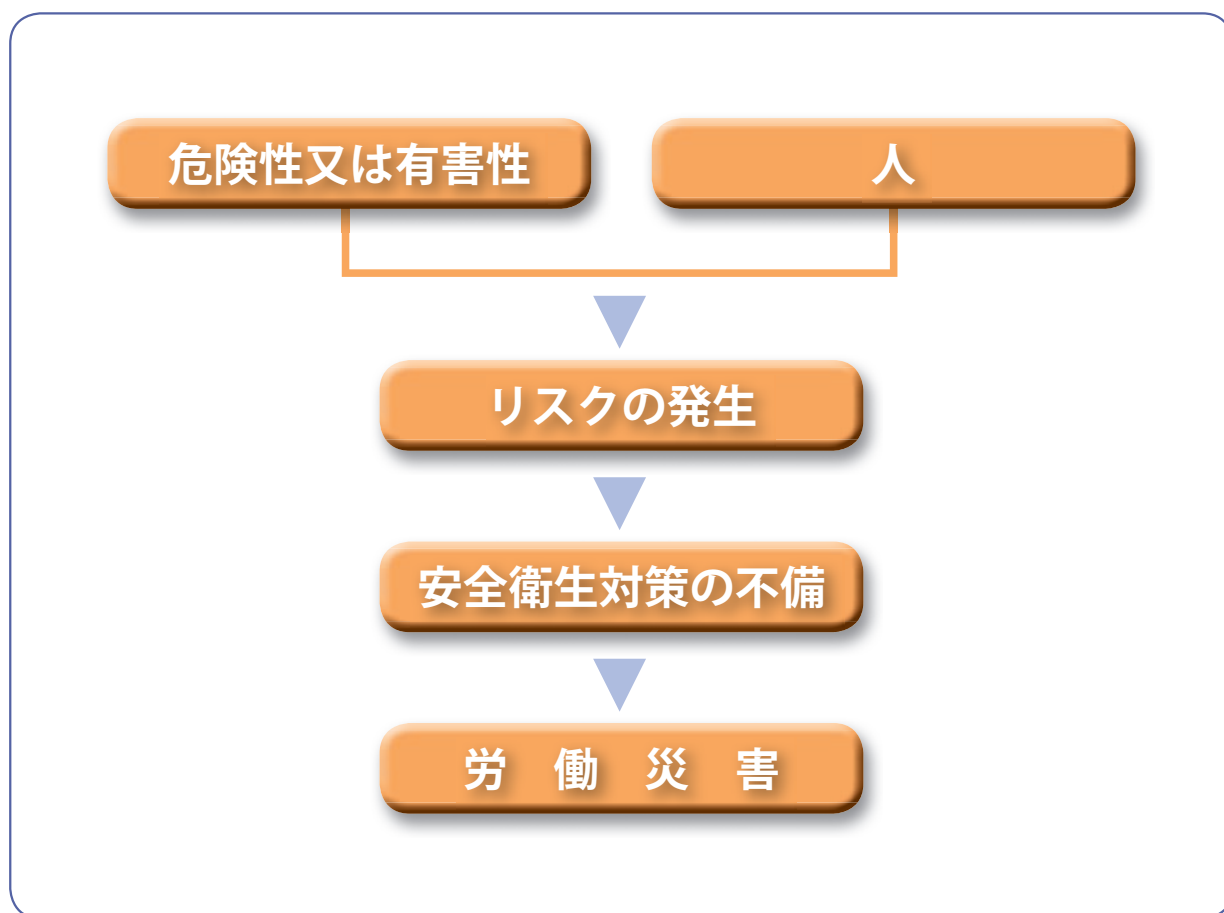 危険性又は有害性
人
リスクの発生
安全衛生対策の不備
労　働　災　害